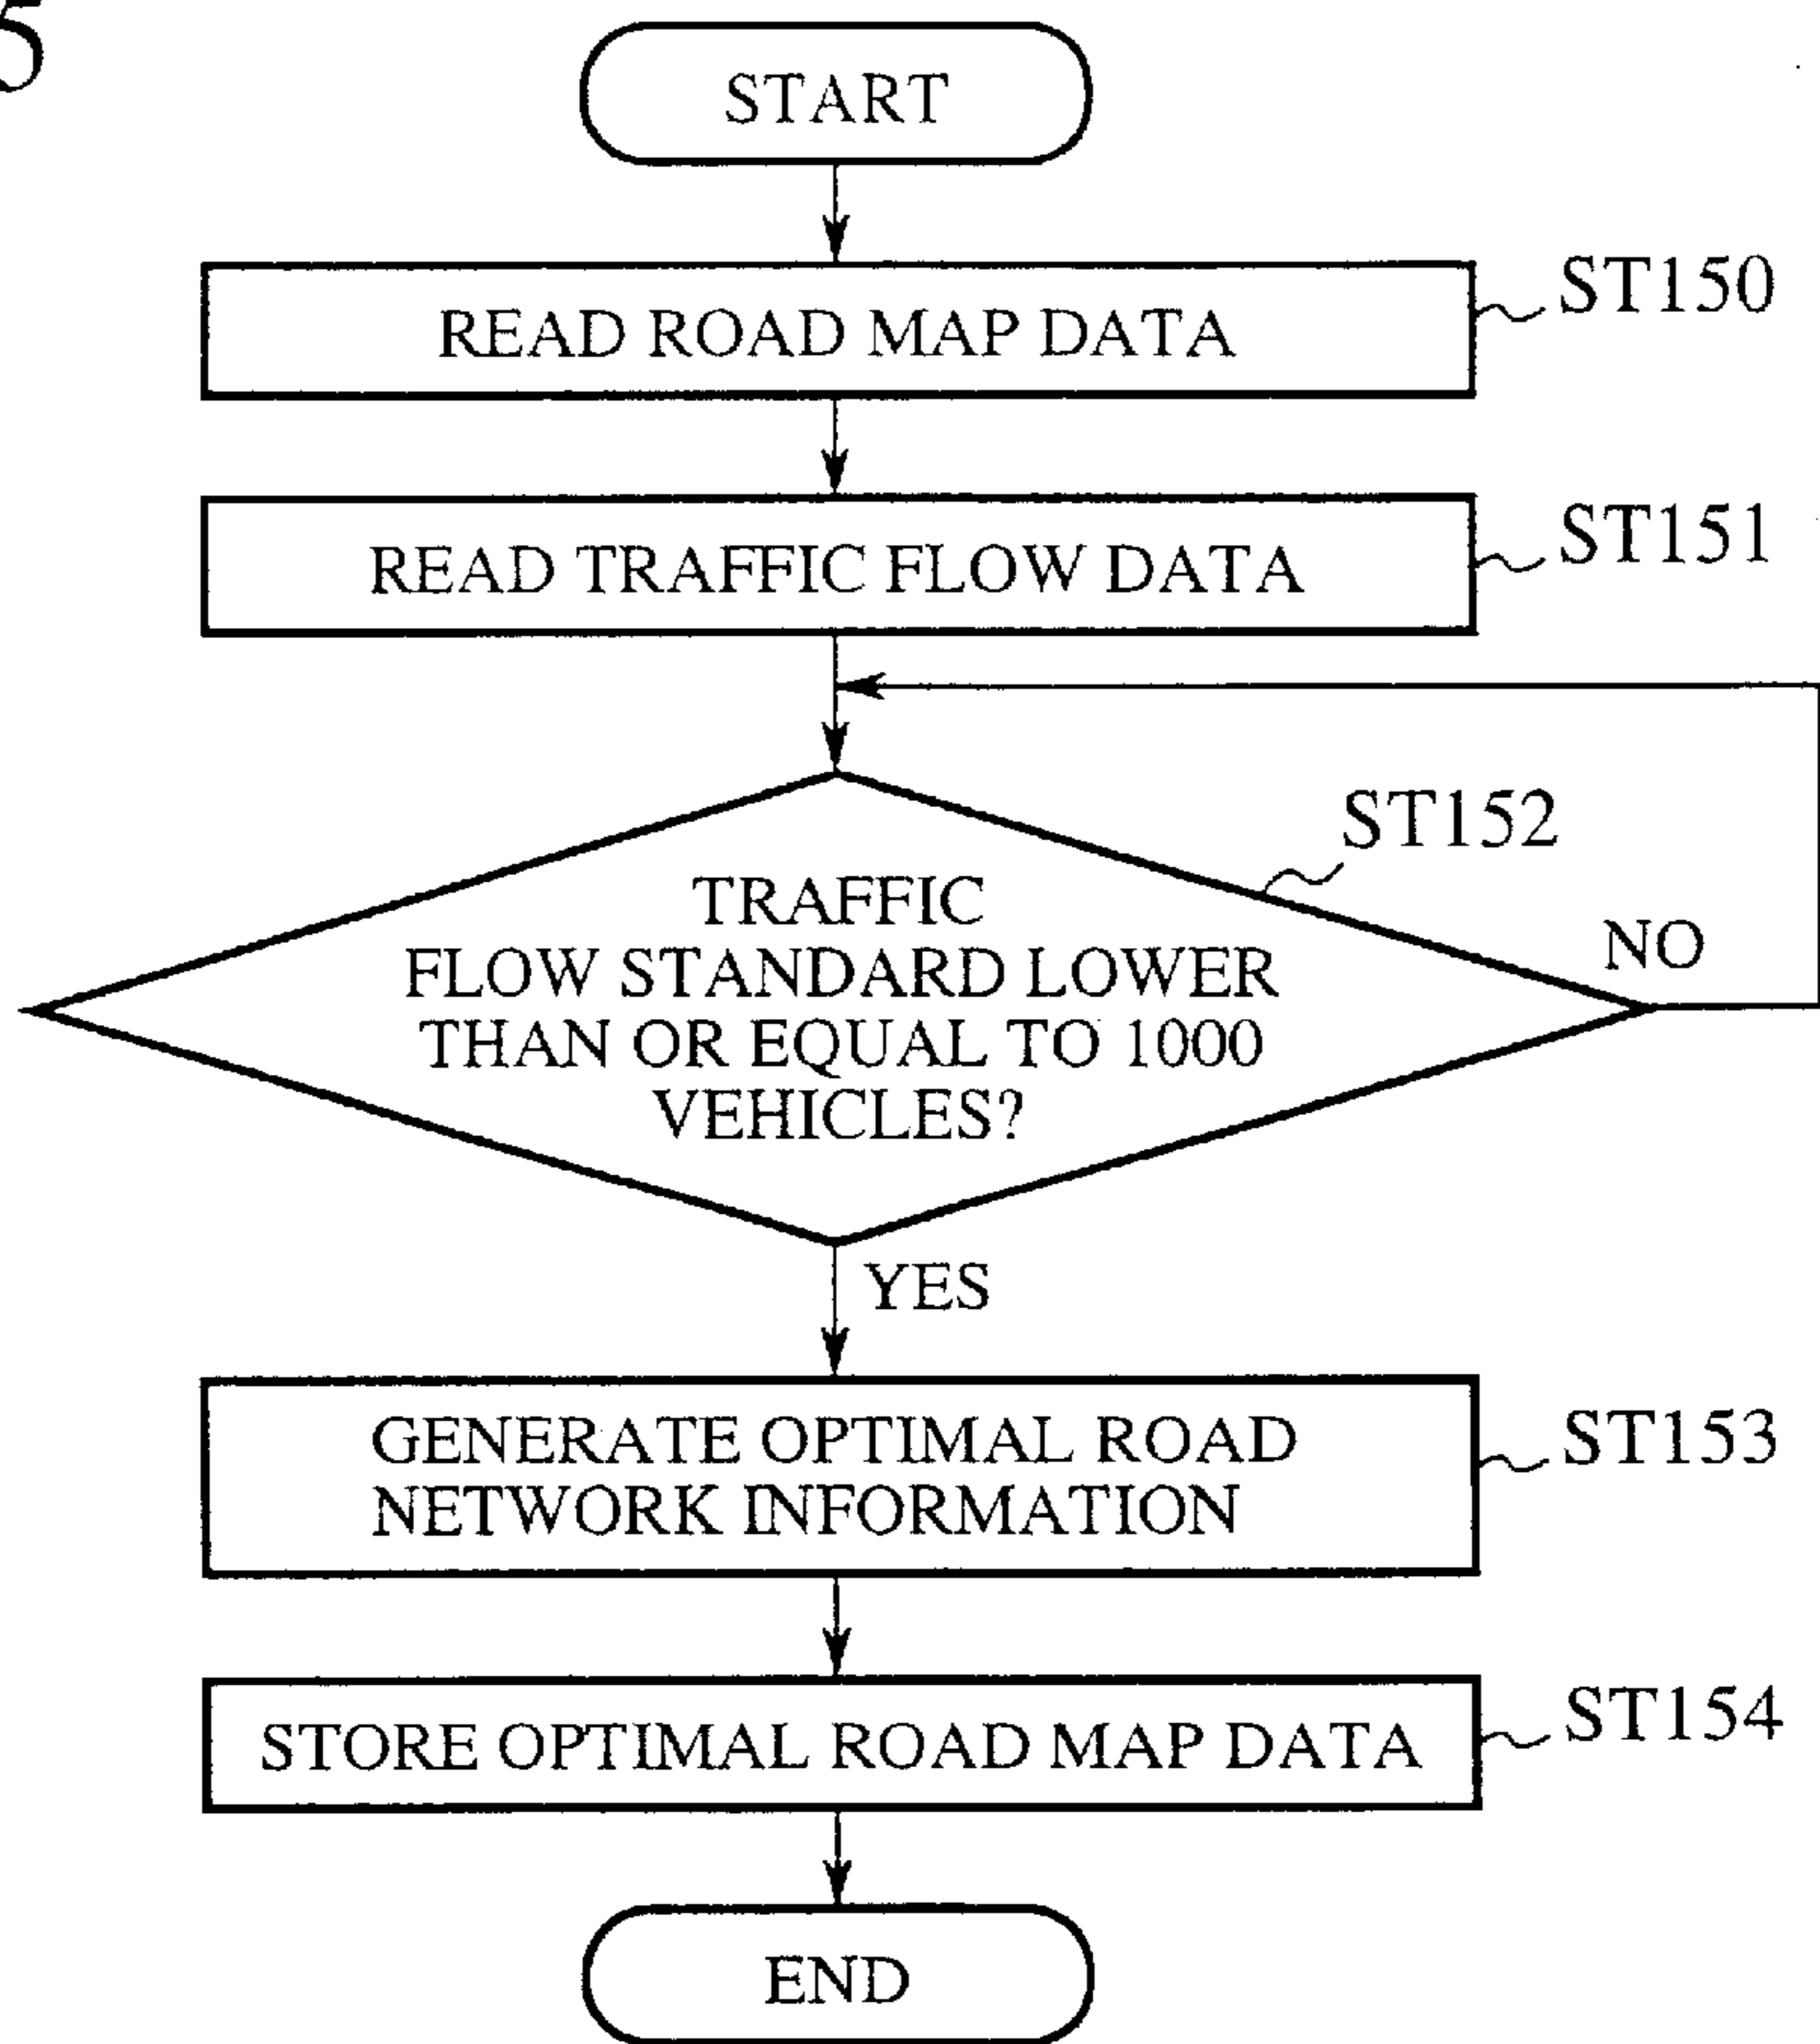 5
START
READ ROAD MAP DATA
ST150
READ TRAFFIC FLOW DATA
ST151
ST152
TRAFFIC
FLOW STANDARD LOWER
THAN OR EQUAL TO 1000
VEHICLES?
NO
YES
GENERATE OPTIMAL ROAD
NETWORK INFORMATION
ST153
STORE OPTIMAL ROAD MAP DATA
ST154
END